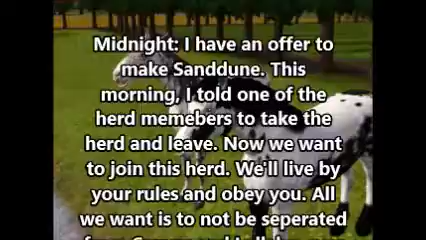 Midnight: I have an offer to
make Sanddune. This
morning, I told one of the
herd memebers to take the
herd and leave. Now we want
to join this herd. We'll live by
your rules and obey you. All
we want is to not be seperated